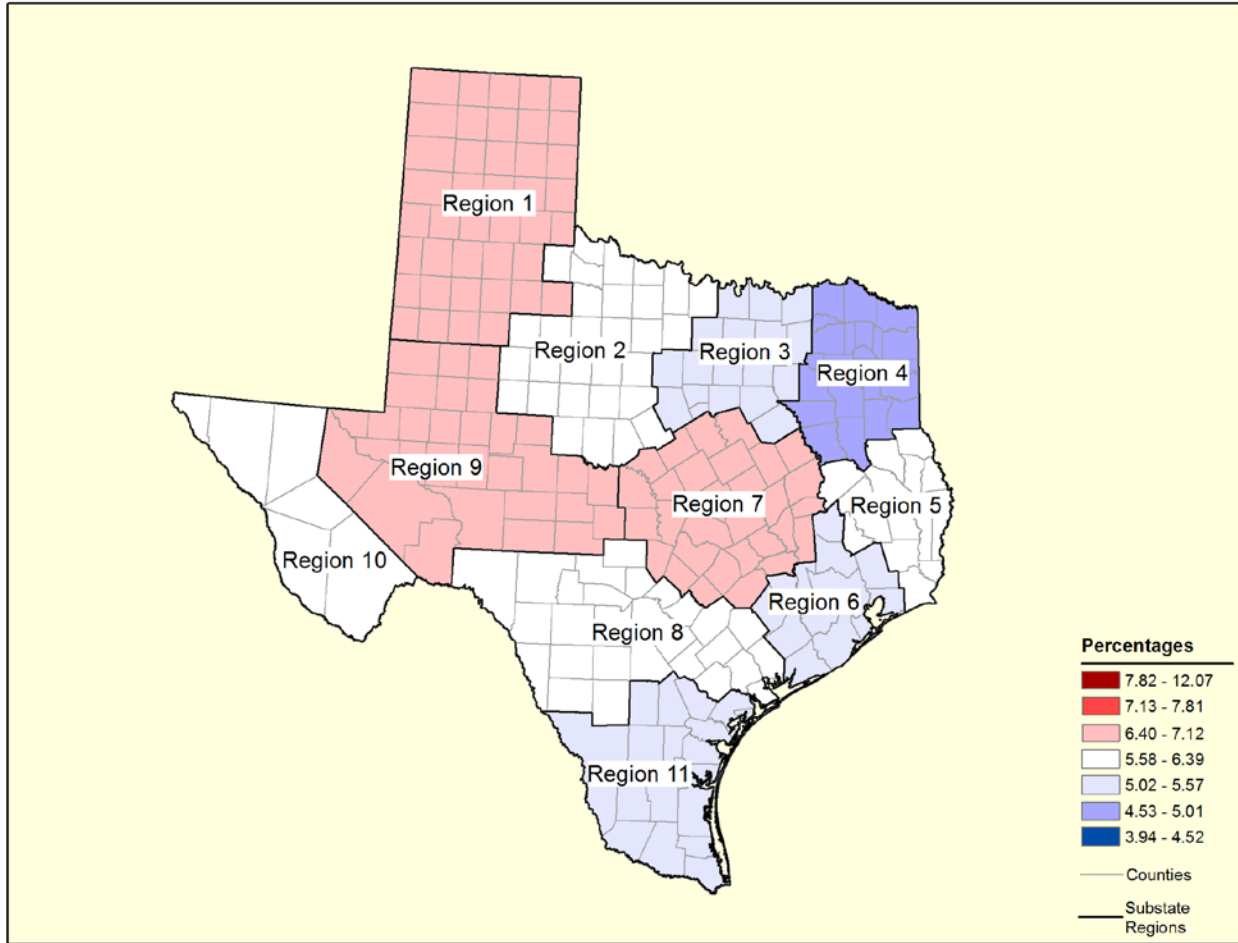 Region 1
Region 2
Region 3
Region 4
Region 9
Region 7
Region 5
Region 10
Region 6
Region 8
Region 11
Percentages
7.82 - 12.07
7.13 - 7.81
6.40 - 7.12
5.58 - 6.39
5.02 - 5.57
4.53 - 5.01
3.94 - 4.52
Counties
Substate
Regions